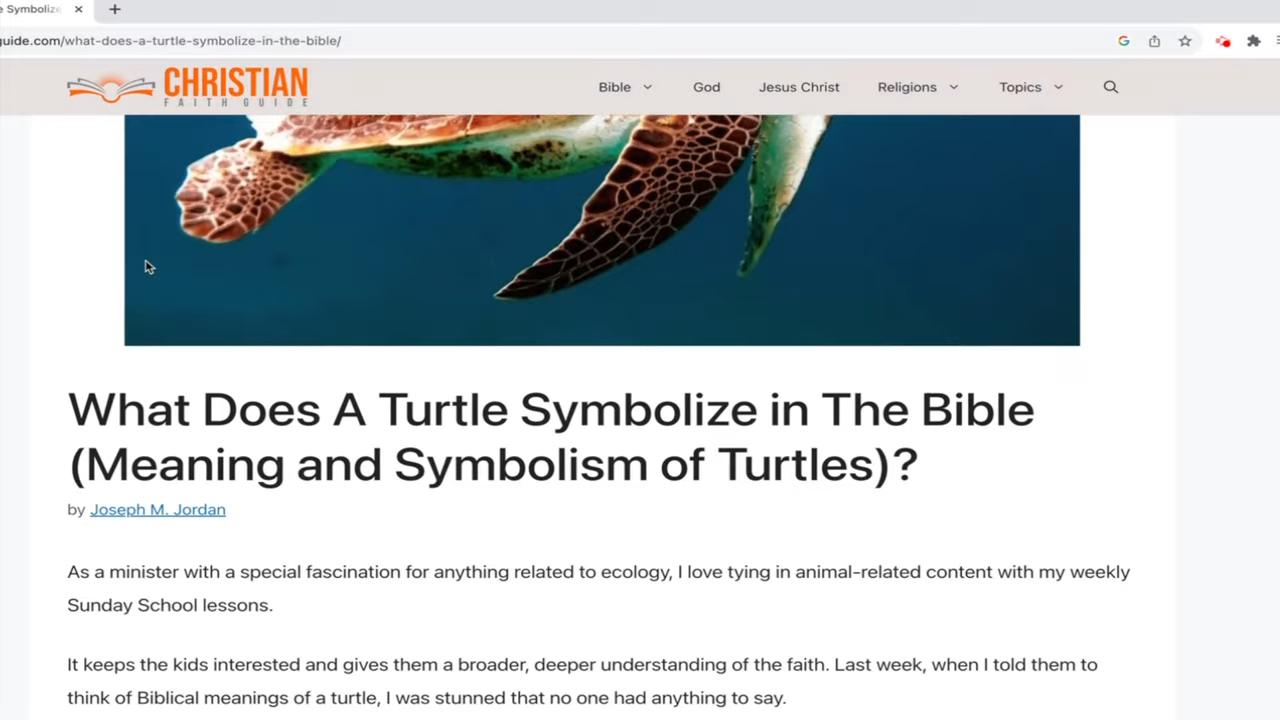 e Symbolize
guide.com/what-does-a-turtle-symbolize-in-the-bible/
CHRISTIAN
FAITH GUIDE
Bible God Jesus Christ Religions Topics
What Does A Turtle Symbolize in The Bible
(Meaning and Symbolism of Turtles)?
by Joseph M. Jordan
As a minister with a special fascination for anything related to ecology, I love tying in animal-related content with my weekly
Sunday School lessons.
It keeps the kids interested and gives them a broader, deeper understanding of the faith. Last week, when I told them to
think of Biblical meanings of a turtle, I was stunned that no one had anything to say.